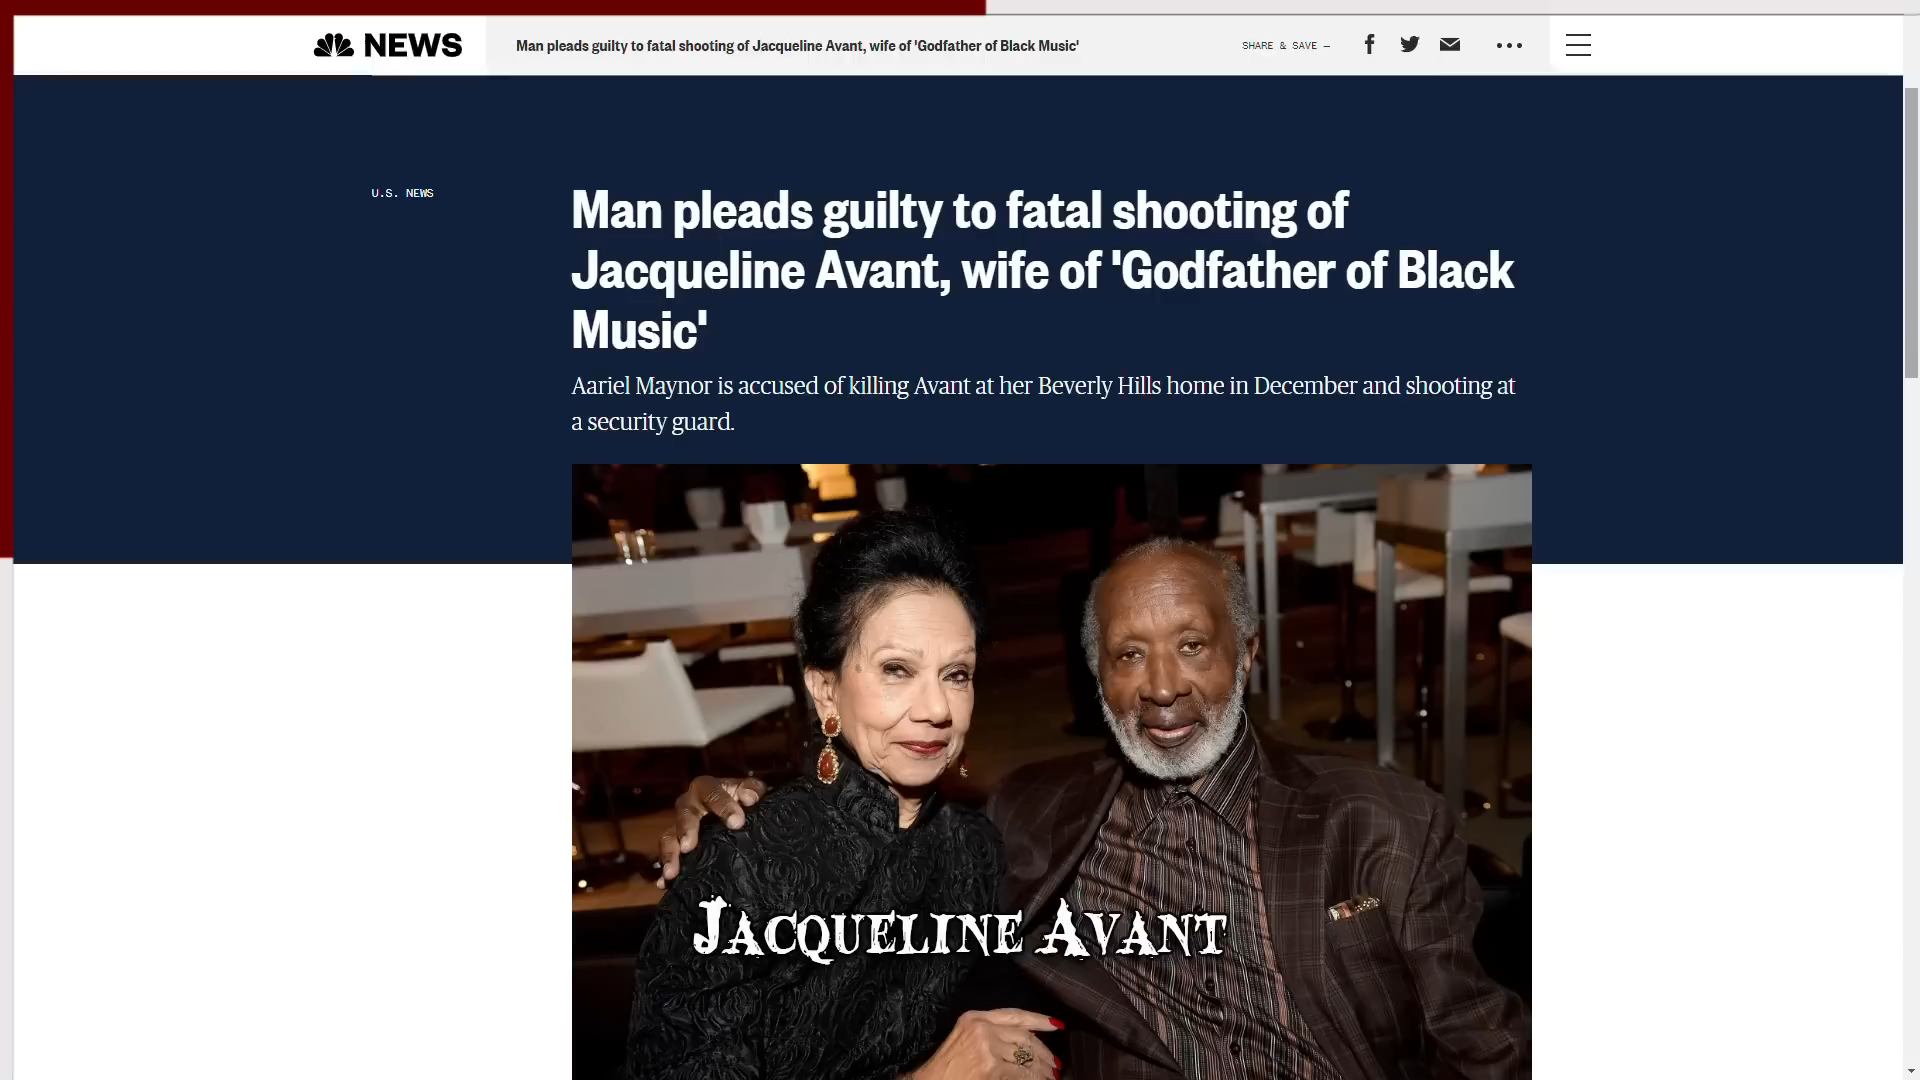 NEWS
Man pleads guilty to fatal shooting of Jacqueline Avant, wife of 'Godfather of Black Music'
SHARE & SAVE —
U.S. NEWS
Man pleads guilty to fatal shooting of
Jacqueline Avant, wife of 'Godfather of Black
Music'
Aariel Maynor is accused of killing Avant at her Beverly Hills home in December and shooting at
a security guard.
Jacqueline Avant